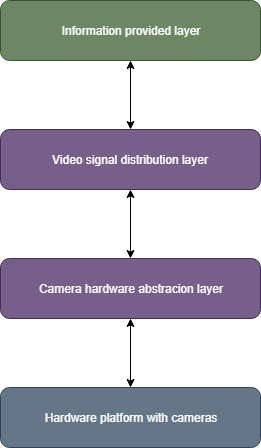 Information provided layer
Video signal distribution layer
Camera hardware abstracion layer
Hardware platform with cameras